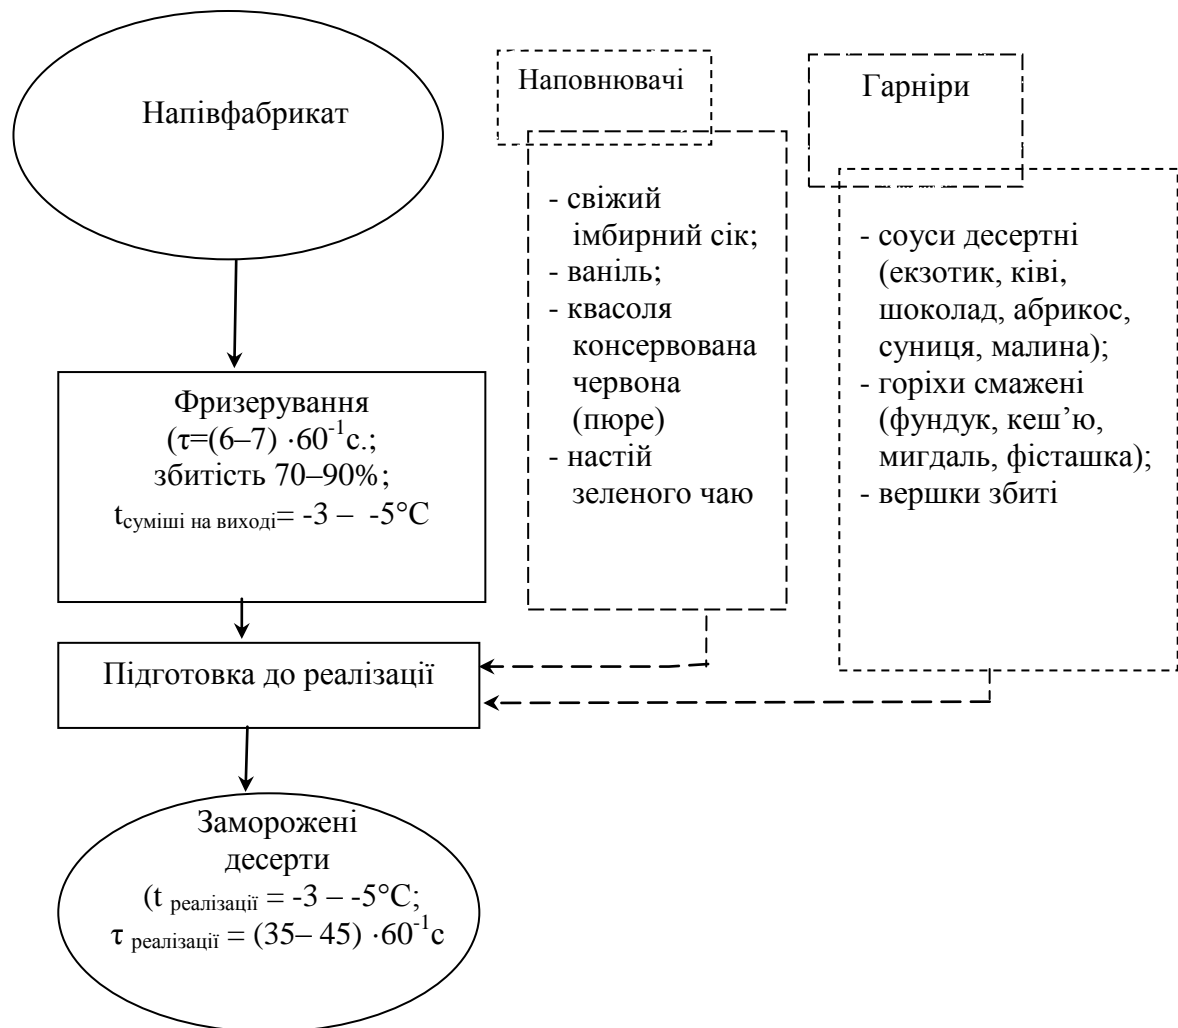 Напівфабрикат
Фризерування
(τ=(6–7) ·60⁻¹с.;
збитість 70–90%;
tсуміші на виході= -3 – -5°С
Підготовка до реалізації
Заморожені
десерти
(t реалізації = -3 – -5°С;
τ реалізації = (35– 45) ·60⁻¹с
Наповнювачі
- свіжий
імбирний сік;
- ваніль;
- квасоля
консервована
червона
(пюре)
- настій
зеленого чаю
Гарніри
- соуси десертні
(екзотик, ківі,
шоколад, абрикос,
суниця, малина);
- горіхи смажені
(фундук, кеш’ю,
мигдаль, фісташка);
- вершки збиті